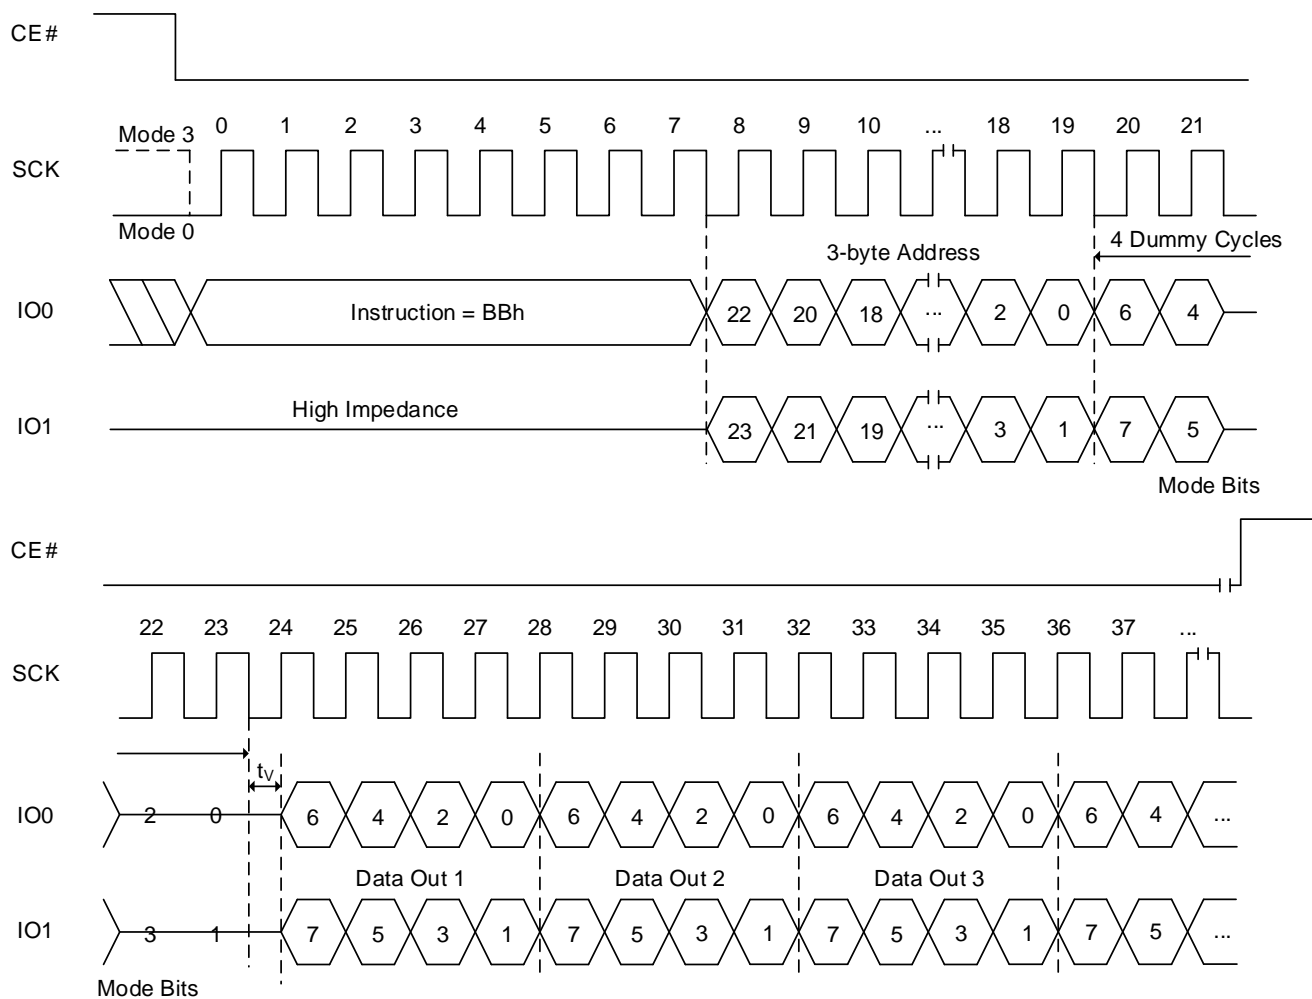 CE#
0 1 2 3 4 5 6 7 8 9 10 ... 18 19 20 21
Mode 3
SCK
Mode 0
3-byte Address
4 Dummy Cycles
IO0
Instruction = BBh
22 20 18 ... 2 0 6 4
High Impedance
IO1
23 21 19 ... 3 1 7 5
Mode Bits
CE#
22 23 24 25 26 27 28 29 30 31 32 33 34 35 36 37 ...
SCK
tV
IO0
2 0 6 4 2 0 6 4 2 0 6 4 2 0 6 4 ...
Data Out 1 Data Out 2 Data Out 3
IO1
3 1 7 5 3 1 7 5 3 1 7 5 3 1 7 5 ...
Mode Bits